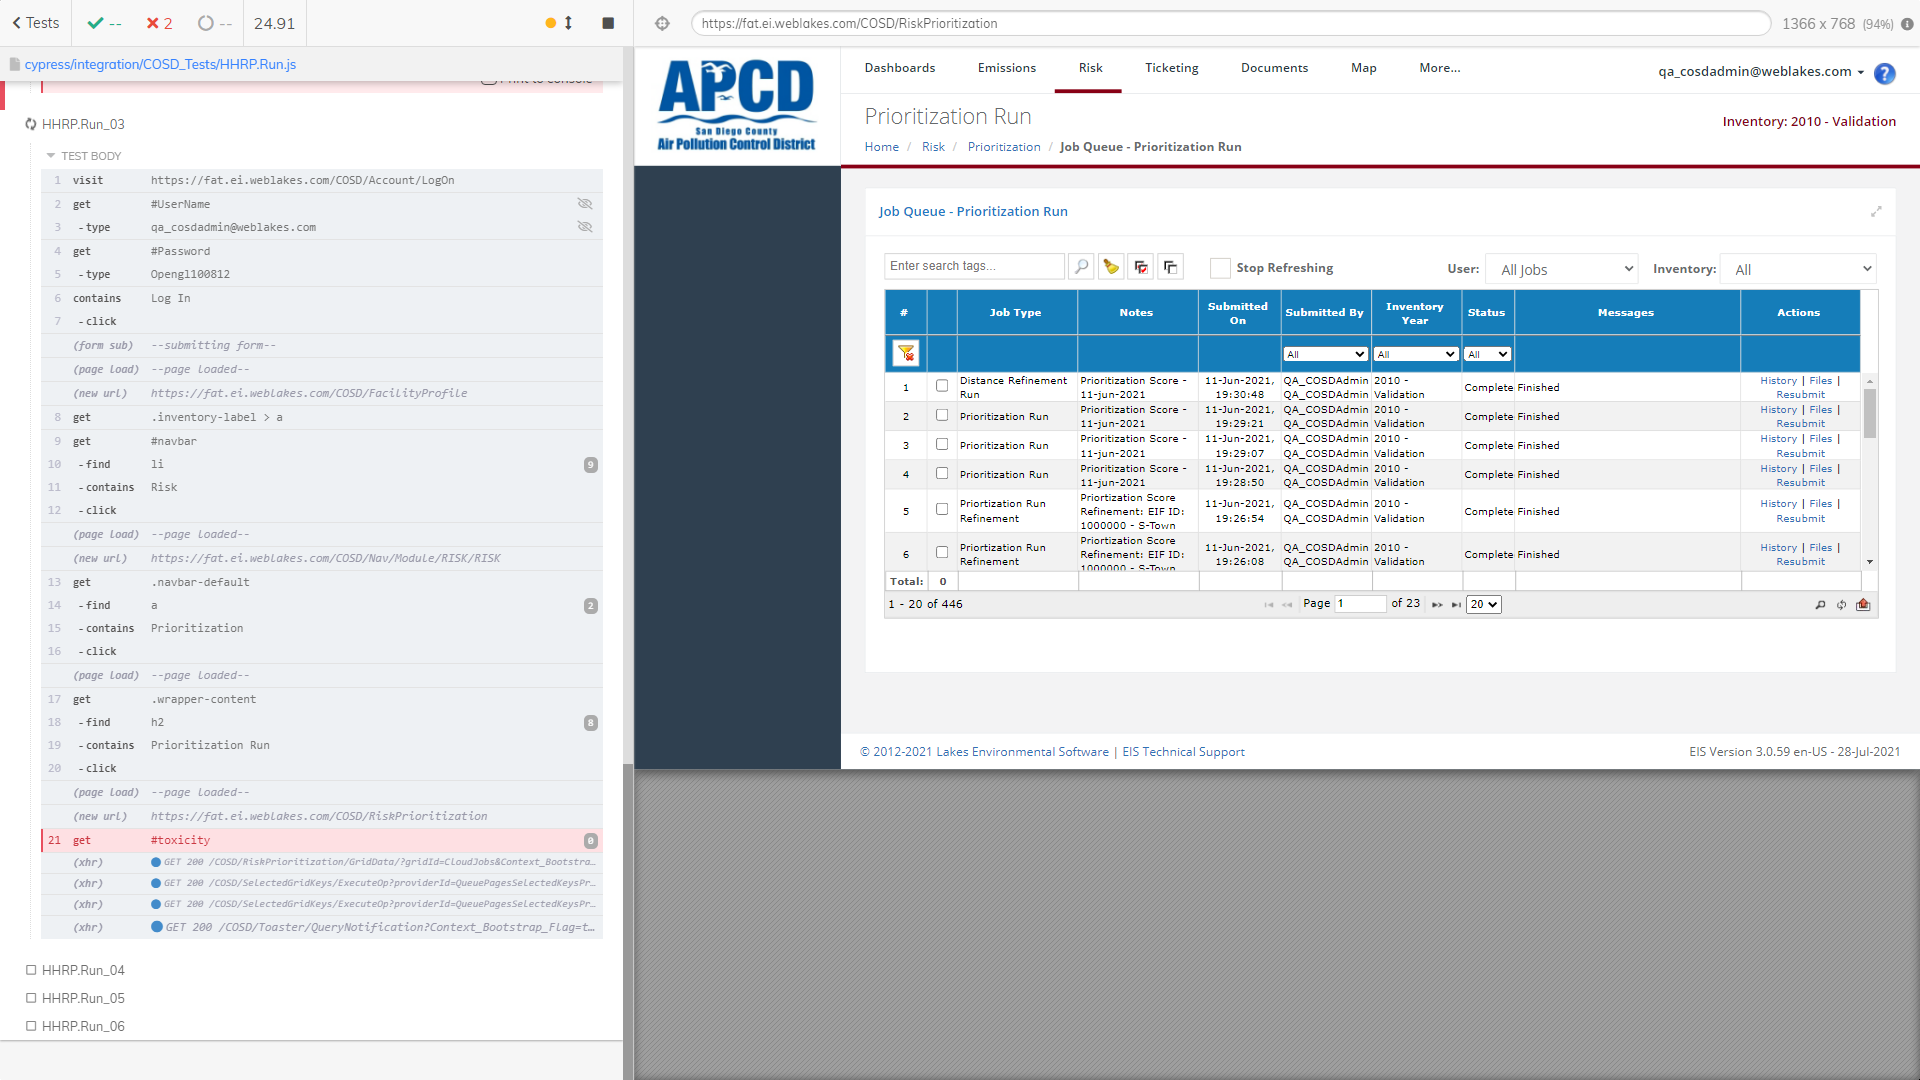 Tests
--
2
--
24.91
cypress/integration/COSD_Tests/HHRP.Run.js
HHRP.Run_03
TEST BODY
1 visit https://fat.ei.weblakes.com/COSD/Account/LogOn
2 get #UserName
3 -type qa_cosdadmin@weblakes.com
4 get #Password
5 -type Opengl100812
6 contains Log In
7 -click
(form sub) --submitting form--
(page load) --page loaded--
(new url) https://fat.ei.weblakes.com/COSD/FacilityProfile
8 get .inventory-label > a
9 get #navbar
10 -find li 9
11 -contains Risk
12 -click
(page load) --page loaded--
(new url) https://fat.ei.weblakes.com/COSD/Nav/Module/RISK/RISK
13 get .navbar-default
14 -find a 2
15 -contains Prioritization
16 -click
(page load) --page loaded--
17 get .wrapper-content
18 -find h2 8
19 -contains Prioritization Run
20 -click
(page load) --page loaded--
(new url) https://fat.ei.weblakes.com/COSD/RiskPrioritization
21 get #toxicity 0
(xhr) GET 200 /COSD/RiskPrioritization/GridData/?gridId=CloudJobs&Context_Bootstra...
(xhr) GET 200 /COSD/SelectedGridKeys/ExecuteOp?providerId=QueuePagesSelectedKeysPr...
(xhr) GET 200 /COSD/SelectedGridKeys/ExecuteOp?providerId=QueuePagesSelectedKeysPr...
(xhr) GET 200 /COSD/Toaster/QueryNotification?Context_Bootstrap_Flag=t...
HHRP.Run_04
HHRP.Run_05
HHRP.Run_06
https://fat.ei.weblakes.com/COSD/RiskPrioritization
1366 x 768 (94%)
APCD
San Diego County
Air Pollution Control District
Dashboards Emissions Risk Ticketing Documents Map More...
qa_cosdadmin@weblakes.com ?
Prioritization Run
Inventory: 2010 - Validation
Home / Risk / Prioritization / Job Queue - Prioritization Run
Job Queue - Prioritization Run
Enter search tags...
Stop Refreshing
User: All Jobs
Inventory: All
# Job Type Notes Submitted On Submitted By Inventory Year Status Messages Actions
All All All
1 Distance Refinement Run Prioritization Score - 11-jun-2021 11-Jun-2021, 19:30:48 QA_COSDAdmin QA_COSDAdmin 2010 - Validation Complete Finished History | Files | Resubmit
2 Prioritization Run Prioritization Score - 11-jun-2021 11-Jun-2021, 19:29:21 QA_COSDAdmin QA_COSDAdmin 2010 - Validation Complete Finished History | Files | Resubmit
3 Prioritization Run Prioritization Score - 11-jun-2021 11-Jun-2021, 19:29:07 QA_COSDAdmin QA_COSDAdmin 2010 - Validation Complete Finished History | Files | Resubmit
4 Prioritization Run Prioritization Score - 11-jun-2021 11-Jun-2021, 19:28:50 QA_COSDAdmin QA_COSDAdmin 2010 - Validation Complete Finished History | Files | Resubmit
5 Priortization Run Refinement Priortization Score Refinement: EIF ID: 1000000 - S-Town 11-Jun-2021, 19:26:54 QA_COSDAdmin QA_COSDAdmin 2010 - Validation Complete Finished History | Files | Resubmit
6 Priortization Run Refinement Priortization Score Refinement: EIF ID: 1000000 - S-Town 11-Jun-2021, 19:26:08 QA_COSDAdmin QA_COSDAdmin 2010 - Validation Complete Finished History | Files | Resubmit
Total: 0
1 - 20 of 446
Page 1 of 23
20
© 2012-2021 Lakes Environmental Software | EIS Technical Support
EIS Version 3.0.59 en-US - 28-Jul-2021